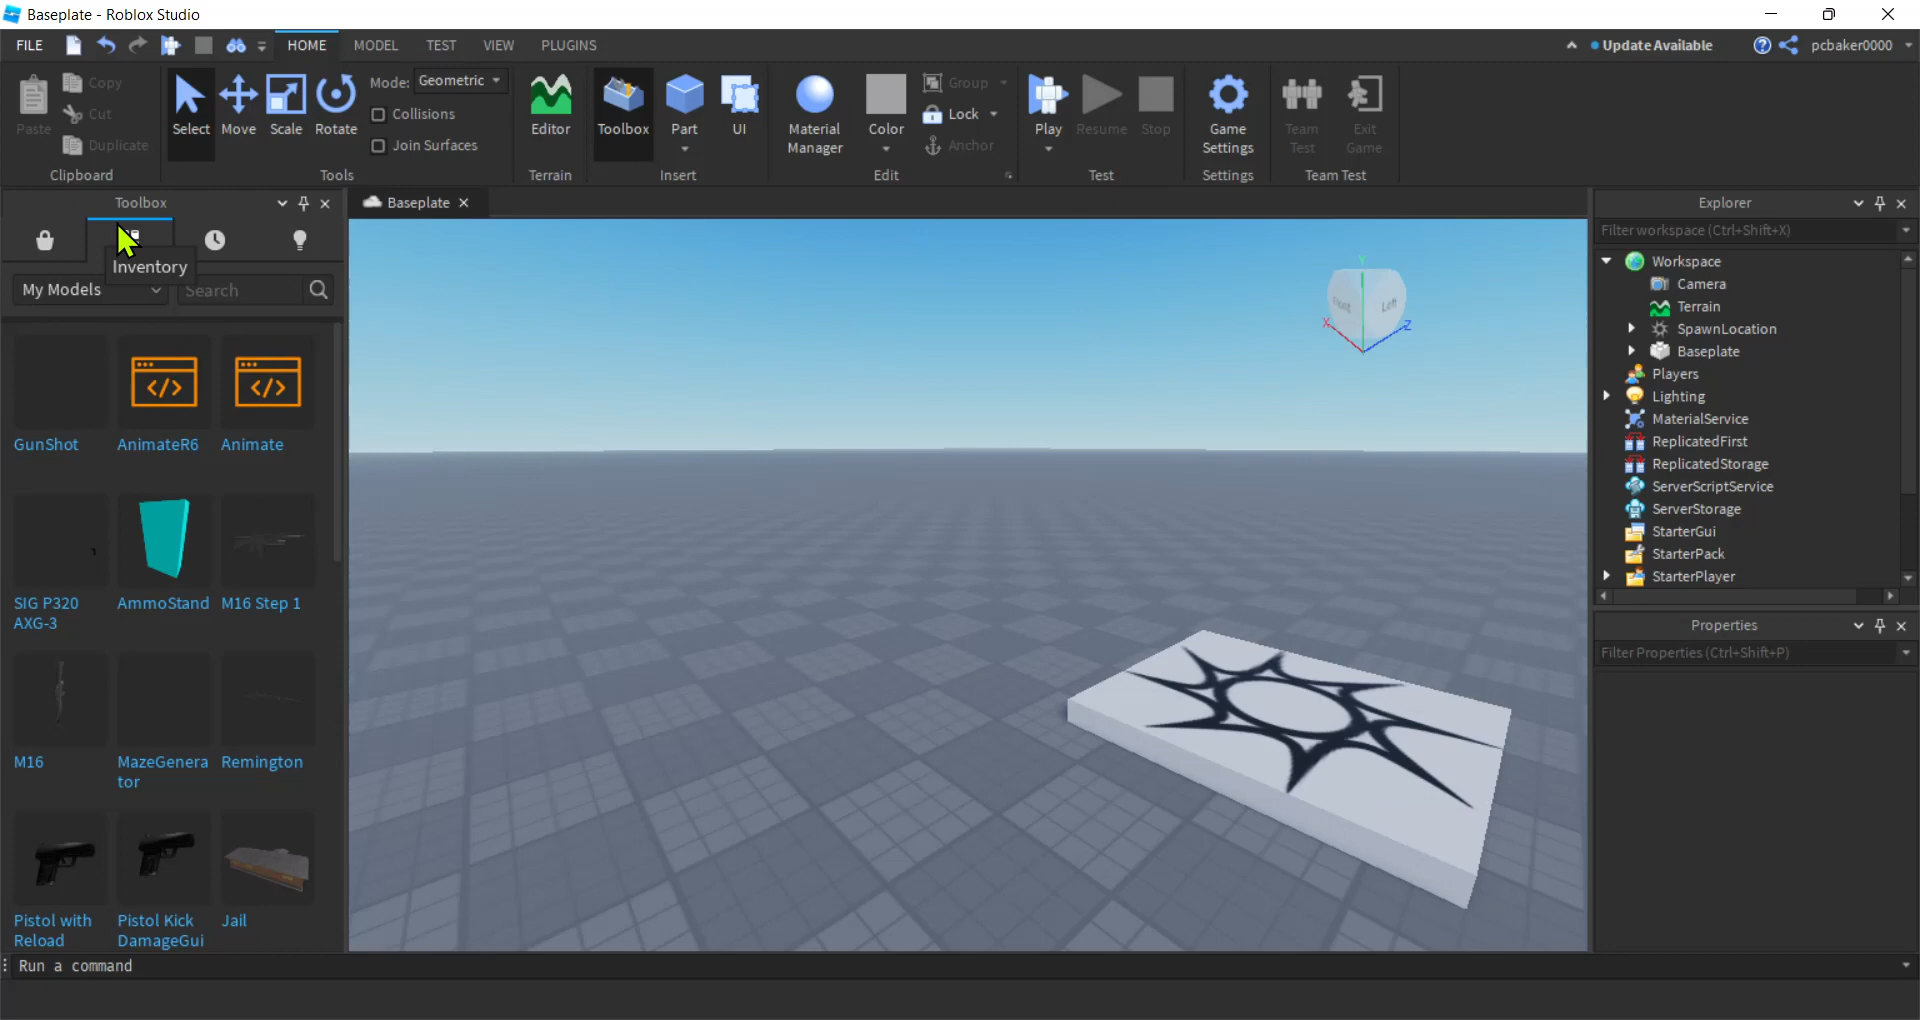 Baseplate - Roblox Studio
FILE
HOME
MODEL
TEST
VIEW
PLUGINS
Update Available
pcbaker0000
Paste
Copy
Cut
Duplicate
Clipboard
Select
Move
Scale
Rotate
Mode: Geometric
Collisions
Join Surfaces
Tools
Editor
Terrain
Toolbox
Part
UI
Insert
Material
Manager
Color
Group
Lock
Anchor
Edit
Play
Resume
Stop
Test
Game
Settings
Settings
Team
Test
Exit
Game
Team Test
Toolbox
Inventory
My Models
Search
GunShot
AnimateR6
Animate
SIG P320
AXG-3
AmmoStand
M16 Step 1
M16
MazeGenera
tor
Remington
Pistol with
Reload
Pistol Kick
DamageGui
Jail
Baseplate
Y
Front
Left
X
Z
Explorer
Filter workspace (Ctrl+Shift+X)
Workspace
Camera
Terrain
SpawnLocation
Baseplate
Players
Lighting
MaterialService
ReplicatedFirst
ReplicatedStorage
ServerScriptService
ServerStorage
StarterGui
StarterPack
StarterPlayer
Properties
Filter Properties (Ctrl+Shift+P)
Run a command